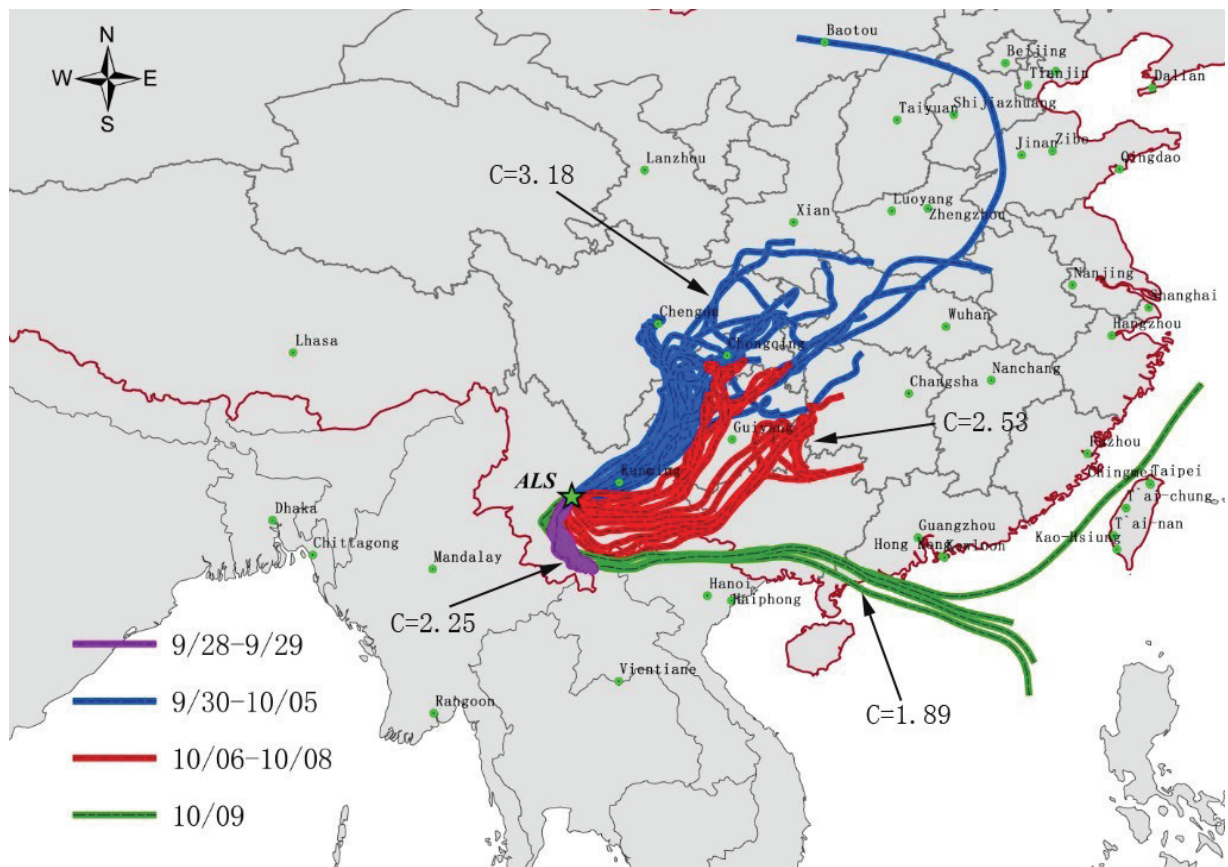 N
W E
S
Baotou
Beijing
Tianjin
Dalian
Taiyuan
Shijiazhuang
Jinan
Zibo
Qingdao
Lanzhou
C=3.18
Xian
Luoyang
Zhengzhou
Nanjing
Shanghai
Hangzhou
Chengdu
Wuhan
Lhasa
Chongqing
Nanchang
Changsha
Guiyang
C=2.53
Kunming
ALS
Taipei
T`ai-chung
T`ai-nan
Kao-Hsiung
Dhaka
Chittagong
Mandalay
Guangzhou
Hong Kong
Kowloon
Hanoi
Haiphong
C=2.25
9/28-9/29
Vientiane
9/30-10/05
Rangoon
C=1.89
10/06-10/08
10/09